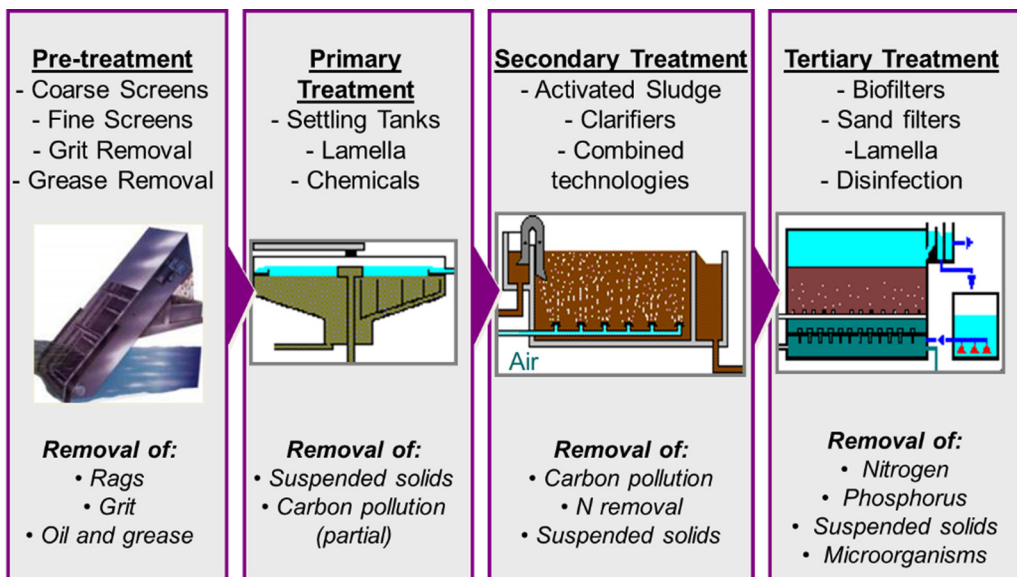 Pre-treatment
- Coarse Screens
- Fine Screens
- Grit Removal
- Grease Removal
Removal of:
• Rags
• Grit
• Oil and grease
Primary
Treatment
- Settling Tanks
- Lamella
- Chemicals
Removal of:
• Suspended solids
• Carbon pollution
(partial)
Secondary Treatment
- Activated Sludge
- Clarifiers
- Combined
technologies
Air
Removal of:
• Carbon pollution
• N removal
• Suspended solids
Tertiary Treatment
- Biofilters
- Sand filters
-Lamella
- Disinfection
Removal of:
• Nitrogen
• Phosphorus
• Suspended solids
• Microorganisms